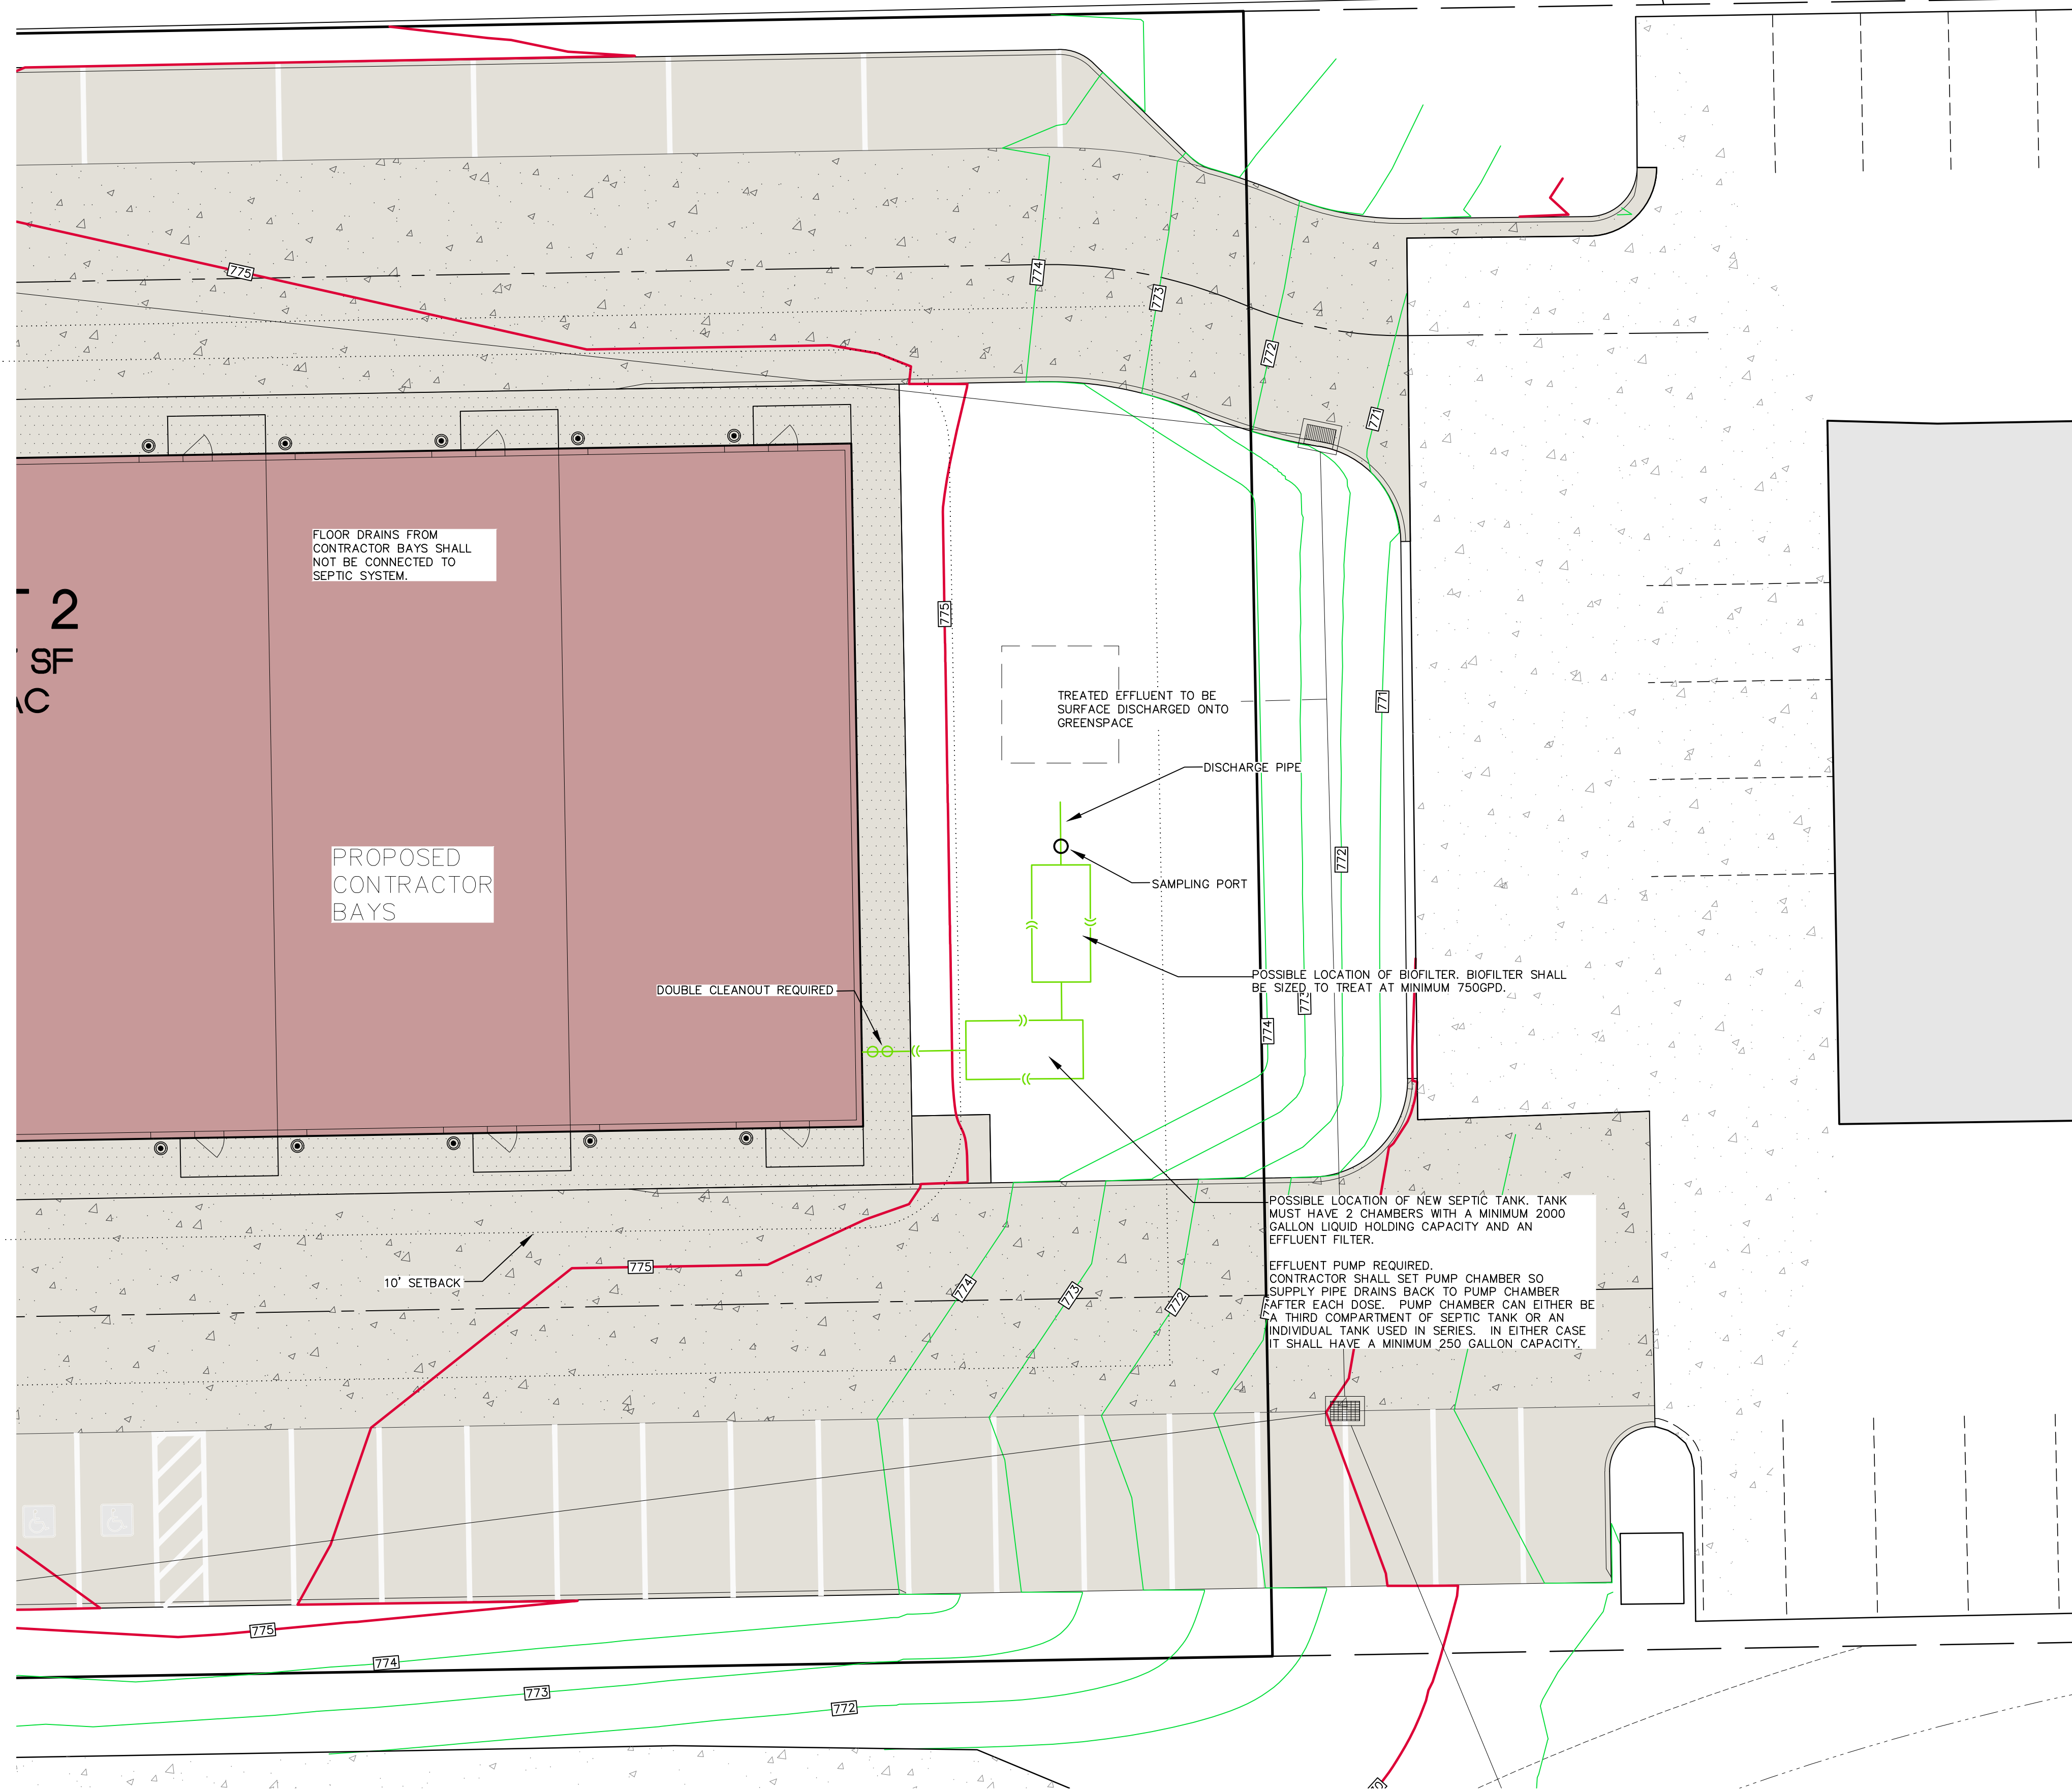 775
774
773
772
771
FLOOR DRAINS FROM
CONTRACTOR BAYS SHALL
NOT BE CONNECTED TO
SEPTIC SYSTEM.
2
SF
AC
775
TREATED EFFLUENT TO BE
SURFACE DISCHARGED ONTO
GREENSPACE
771
DISCHARGE PIPE
PROPOSED
CONTRACTOR
BAYS
772
SAMPLING PORT
POSSIBLE LOCATION OF BIOFILTER. BIOFILTER SHALL
BE SIZED TO TREAT AT MINIMUM 750GPD.
DOUBLE CLEANOUT REQUIRED
773
774
POSSIBLE LOCATION OF NEW SEPTIC TANK. TANK
MUST HAVE 2 CHAMBERS WITH A MINIMUM 2000
GALLON LIQUID HOLDING CAPACITY AND AN
EFFLUENT FILTER.
EFFLUENT PUMP REQUIRED.
CONTRACTOR SHALL SET PUMP CHAMBER SO
SUPPLY PIPE DRAINS BACK TO PUMP CHAMBER
AFTER EACH DOSE. PUMP CHAMBER CAN EITHER BE
A THIRD COMPARTMENT OF SEPTIC TANK OR AN
INDIVIDUAL TANK USED IN SERIES. IN EITHER CASE
IT SHALL HAVE A MINIMUM 250 GALLON CAPACITY.
775
10' SETBACK
774
773
772
775
774
773
772